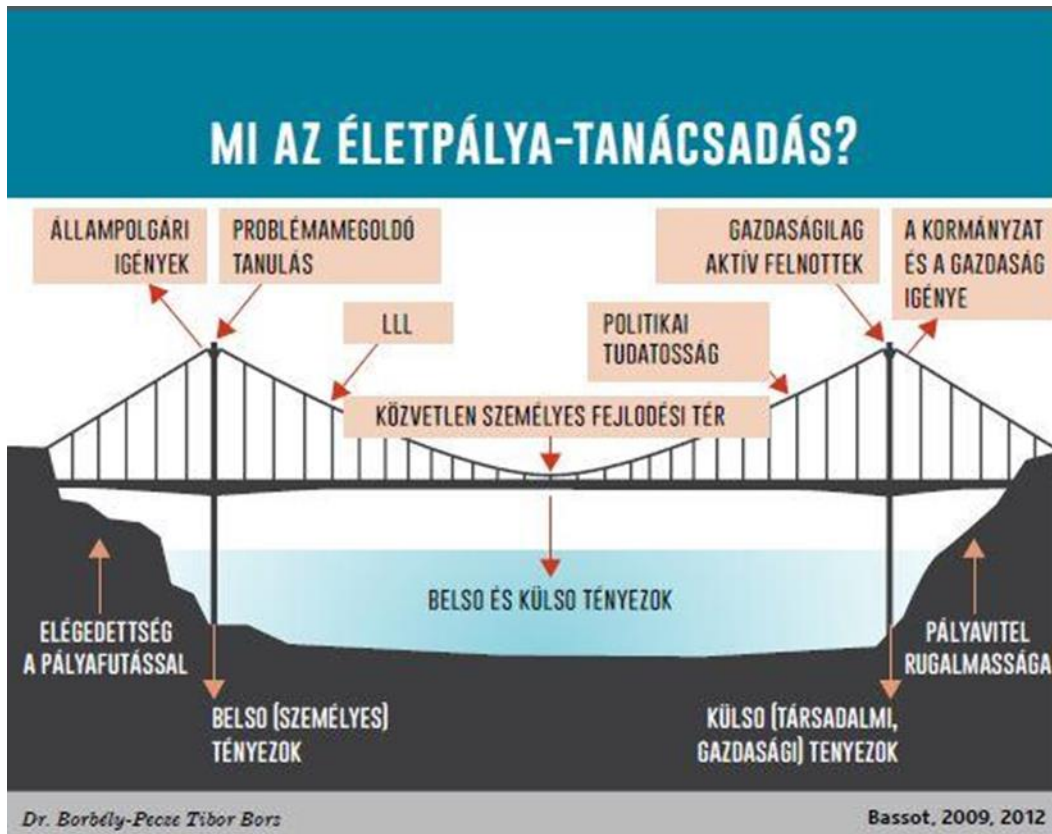 MI AZ ÉLETPÁLYA-TANÁCSADÁS?
ÁLLAMPOLGÁRI
IGÉNYEK
PROBLÉMAMEGOLDÓ
TANULÁS
GAZDASÁGILAG
AKTÍV FELNOTTEK
A KORMÁNYZAT
ÉS A GAZDASÁG
IGÉNYE
LLL
POLITIKAI
TUDATOSSÁG
KÖZVETLEN SZEMÉLYES FEJLODÉSI TÉR
BELSO ÉS KÜLSO TÉNYEZOK
ELÉGEDETTSÉG
A PÁLYAFUTÁSSAL
PÁLYAVITEL
RUGALMASSÁGA
BELSO (SZEMÉLYES)
TÉNYEZOK
KÜLSO (TÁRSADALMI,
GAZDASÁGI) TENYEZOK
Dr. Borbély-Pecze Tibor Bors
Bassot, 2009, 2012